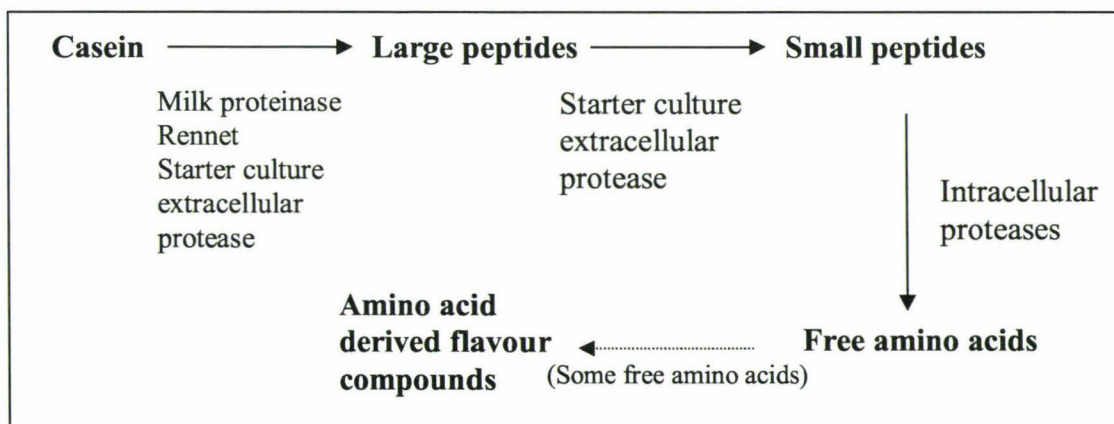 Casein Large peptides Small peptides
Milk proteinase
Rennet
Starter culture
extracellular
protease
Starter culture
extracellular
protease
Intracellular
proteases
Free amino acids
(Some free amino acids)
Amino acid
derived flavour
compounds